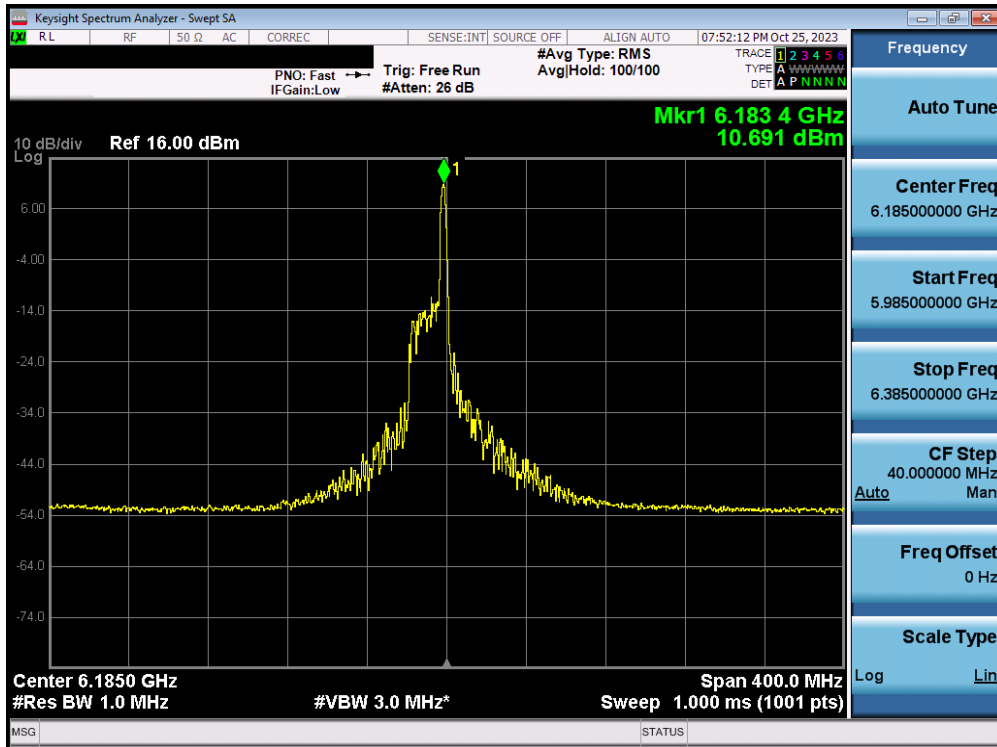 Keysight Spectrum Analyzer - Swept SA
LXI RL RF 50 Ω AC CORREC SENSE:INT SOURCE OFF ALIGN AUTO 07:52:12 PM Oct 25, 2023
PNO: Fast
IFGain:Low
Trig: Free Run
#Atten: 26 dB
#Avg Type: RMS
Avg|Hold: 100/100
TRACE 1 2 3 4 5 6
TYPE A WWWWW
DET A P N N N N
Mkr1 6.183 4 GHz
10.691 dBm
10 dB/div Ref 16.00 dBm
Log
1
6.00
-4.00
-14.0
-24.0
-34.0
-44.0
-54.0
-64.0
-74.0
Center 6.1850 GHz Span 400.0 MHz
#Res BW 1.0 MHz #VBW 3.0 MHz* Sweep 1.000 ms (1001 pts)
MSG STATUS
Frequency
Auto Tune
Center Freq
6.185000000 GHz
Start Freq
5.985000000 GHz
Stop Freq
6.385000000 GHz
CF Step
40.000000 MHz
Auto Man
Freq Offset
0 Hz
Scale Type
Log Lin